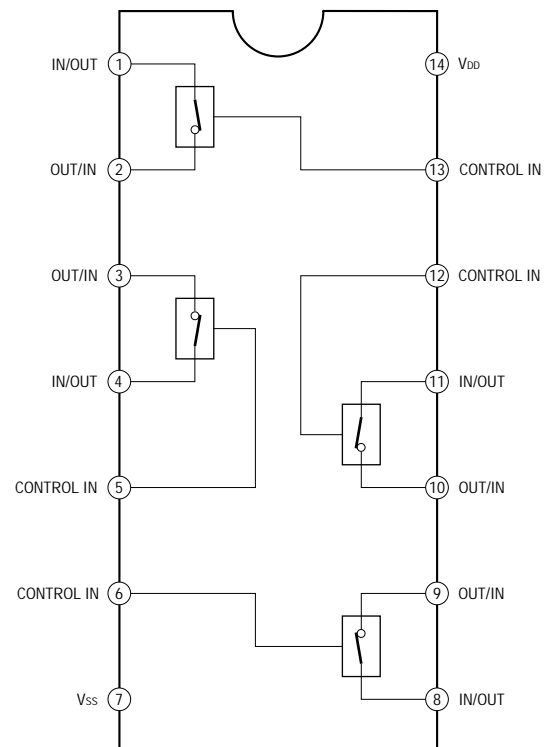 IN/OUT 1
14 VDD
OUT/IN 2
13 CONTROL IN
OUT/IN 3
12 CONTROL IN
IN/OUT 4
11 IN/OUT
CONTROL IN 5
10 OUT/IN
CONTROL IN 6
9 OUT/IN
VSS 7
8 IN/OUT